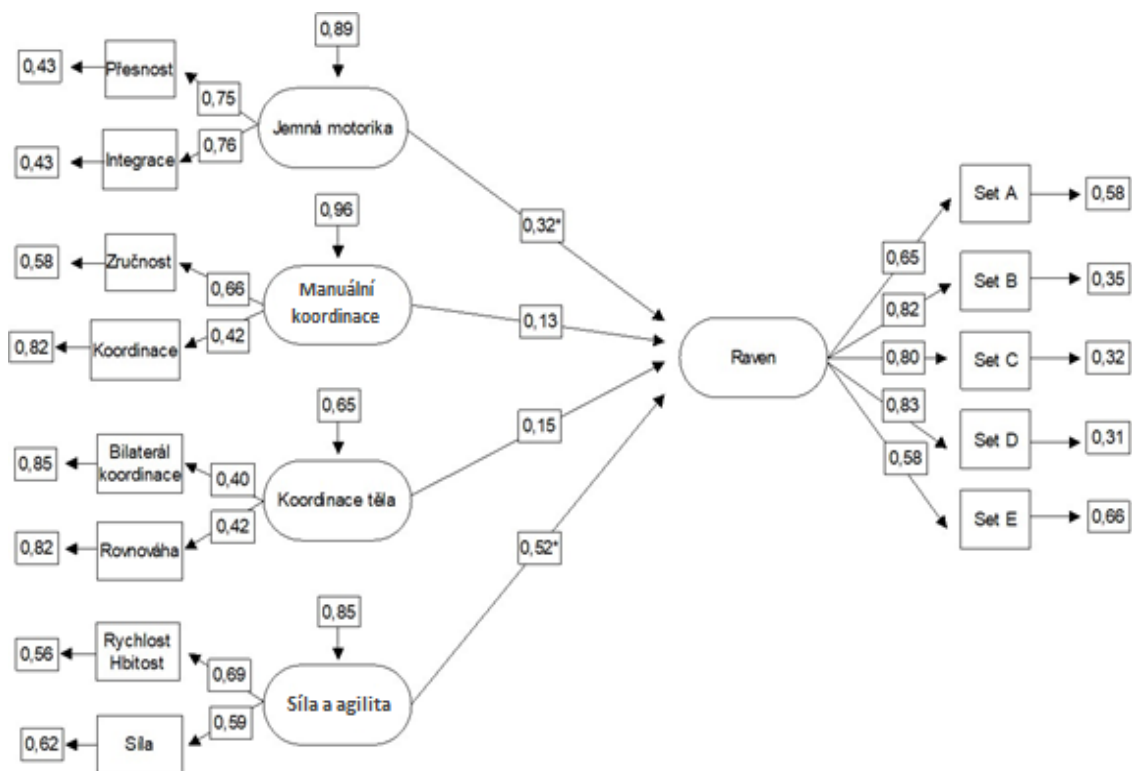 0,89
0,43
Přesnost
0,75
Jemná motorika
0,76
0,43
Integrace
0,32*
0,96
0,58
Zručnost
0,66
Manuální
koordinace
0,42
0,82
Koordinace
0,13
0,65
0,85
Bilaterál
koordinace
0,40
Koordinace těla
0,42
0,82
Rovnováha
0,15
0,85
0,56
Rychlost
Hbitost
0,69
Síla a agilita
0,59
0,62
Síla
0,52*
Raven
0,65
Set A
0,58
0,82
Set B
0,35
0,80
Set C
0,32
0,83
Set D
0,31
0,58
Set E
0,66